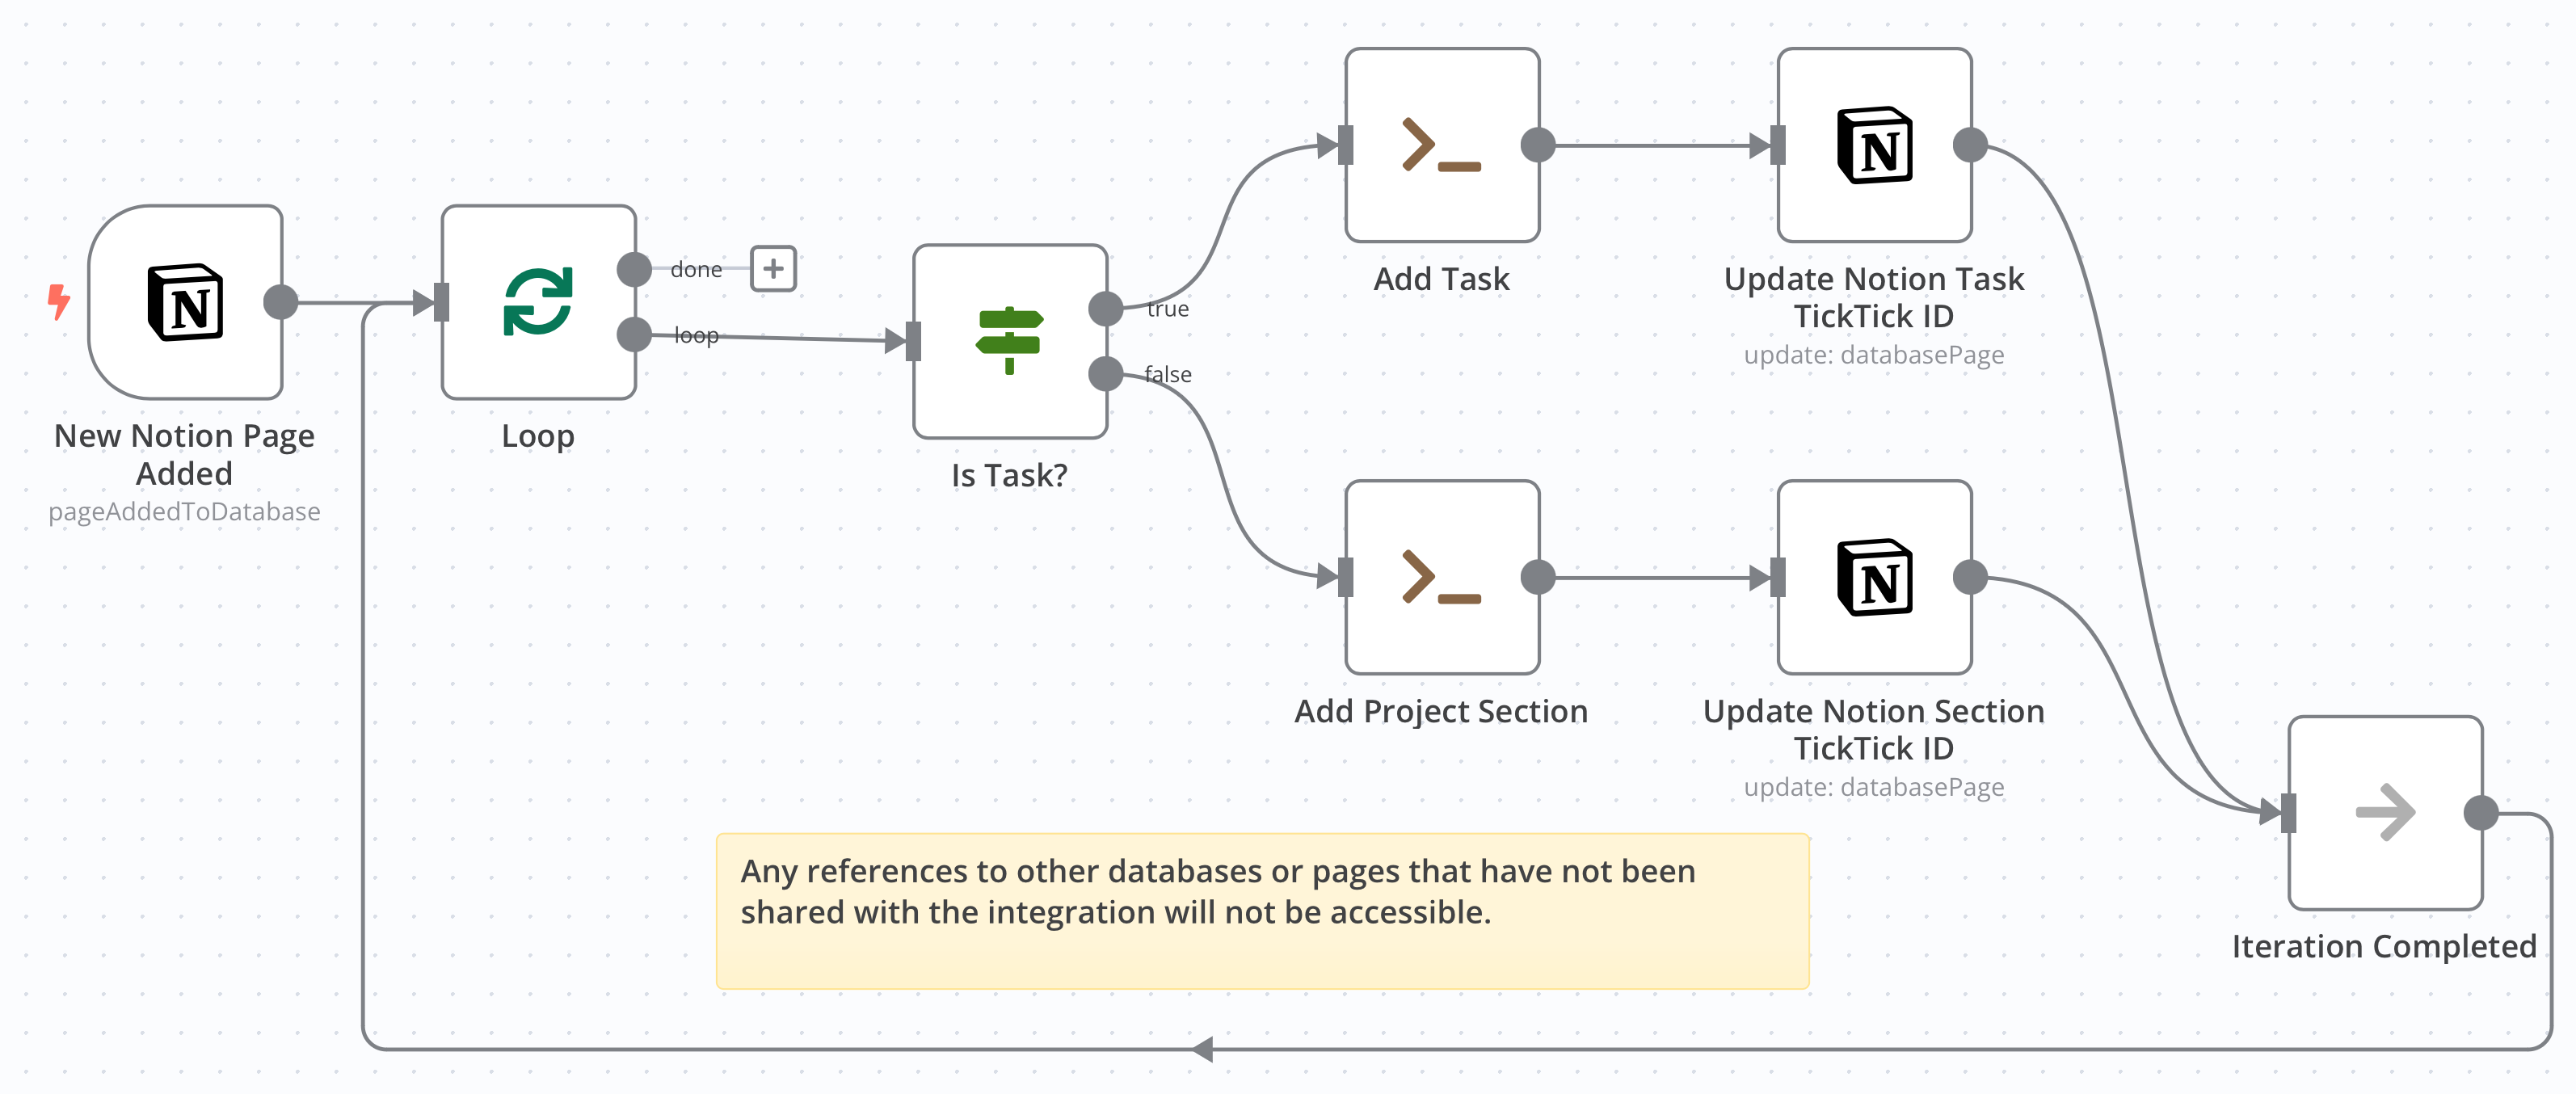 New Notion Page
Added
pageAddedToDatabase
Loop
done
loop
Is Task?
true
false
Add Task
Update Notion Task
TickTick ID
update: databasePage
Add Project Section
Update Notion Section
TickTick ID
update: databasePage
Iteration Completed
Any references to other databases or pages that have not been
shared with the integration will not be accessible.